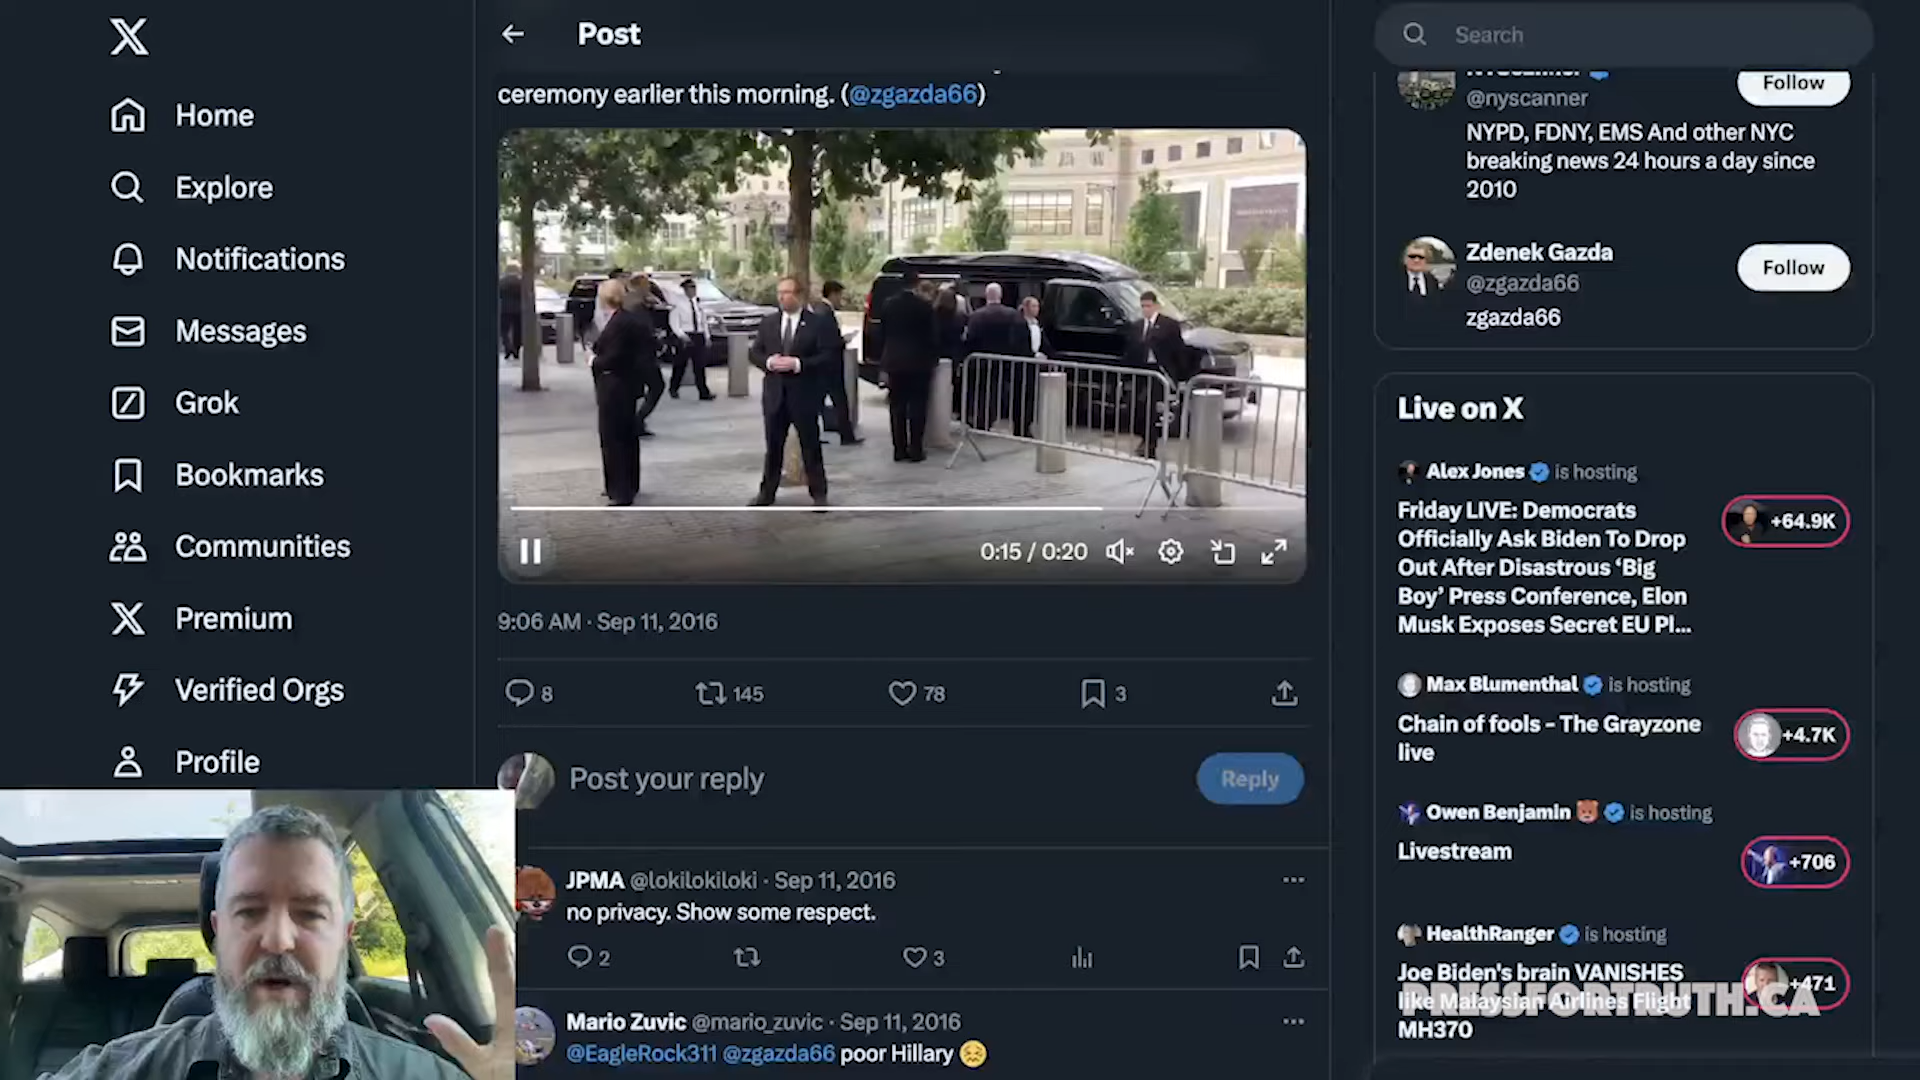 Home
Explore
Notifications
Messages
Grok
Bookmarks
Communities
Premium
Verified Orgs
Profile
Post
ceremony earlier this morning. (@zgazda66)
0:15 / 0:20
9:06 AM · Sep 11, 2016
8
145
78
3
Post your reply
Reply
JPMA @lokilokiloki · Sep 11, 2016
no privacy. Show some respect.
2
3
Mario Zuvic @mario_zuvic · Sep 11, 2016
@EagleRock311 @zgazda66 poor Hillary
Search
@nyscanner
Follow
NYPD, FDNY, EMS And other NYC
breaking news 24 hours a day since
2010
Zdenek Gazda
@zgazda66
Follow
zgazda66
Live on X
Alex Jones is hosting
Friday LIVE: Democrats
Officially Ask Biden To Drop
Out After Disastrous ‘Big
Boy’ Press Conference, Elon
Musk Exposes Secret EU Pl...
+64.9K
Max Blumenthal is hosting
Chain of fools - The Grayzone
live
+4.7K
Owen Benjamin is hosting
Livestream
+706
HealthRanger is hosting
Joe Biden's brain VANISHES
like Malaysian Airlines Flight
MH370
+471
PRESSFORTRUTH.CA